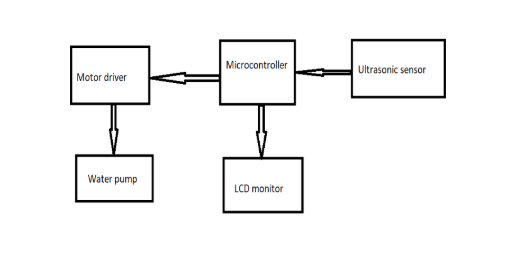 Motor driver
Microcontroller
Ultrasonic sensor
Water pump
LCD monitor